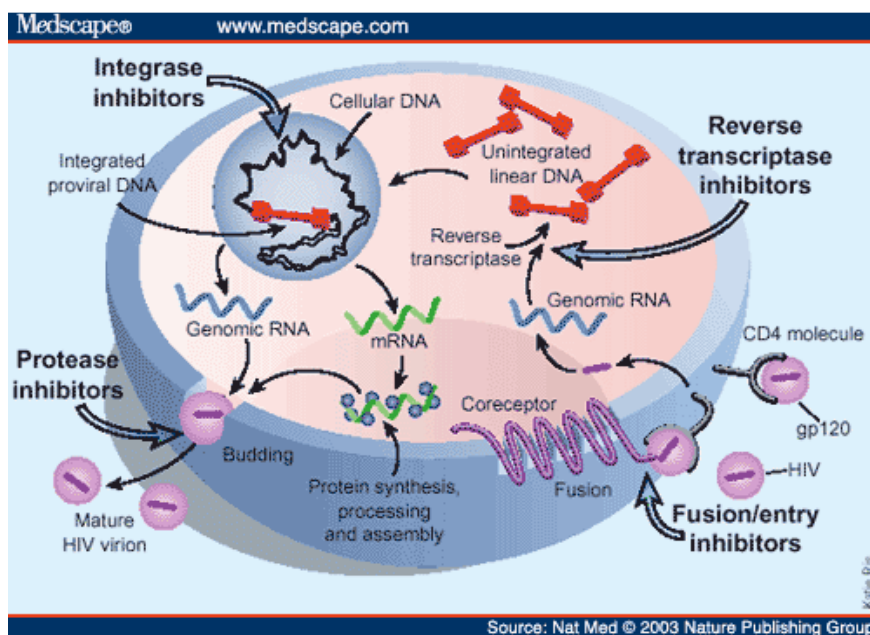 Medscape® www.medscape.com
Integrase
inhibitors
Cellular DNA
Integrated
proviral DNA
Unintegrated
linear DNA
Reverse
transcriptase
inhibitors
Reverse
transcriptase
Genomic RNA
mRNA
Genomic RNA
CD4 molecule
gp120
Protease
inhibitors
Coreceptor
Budding
Fusion
HIV
Mature
HIV virion
Protein synthesis,
processing
and assembly
Fusion/entry
inhibitors
Katie Ris
Source: Nat Med © 2003 Nature Publishing Group